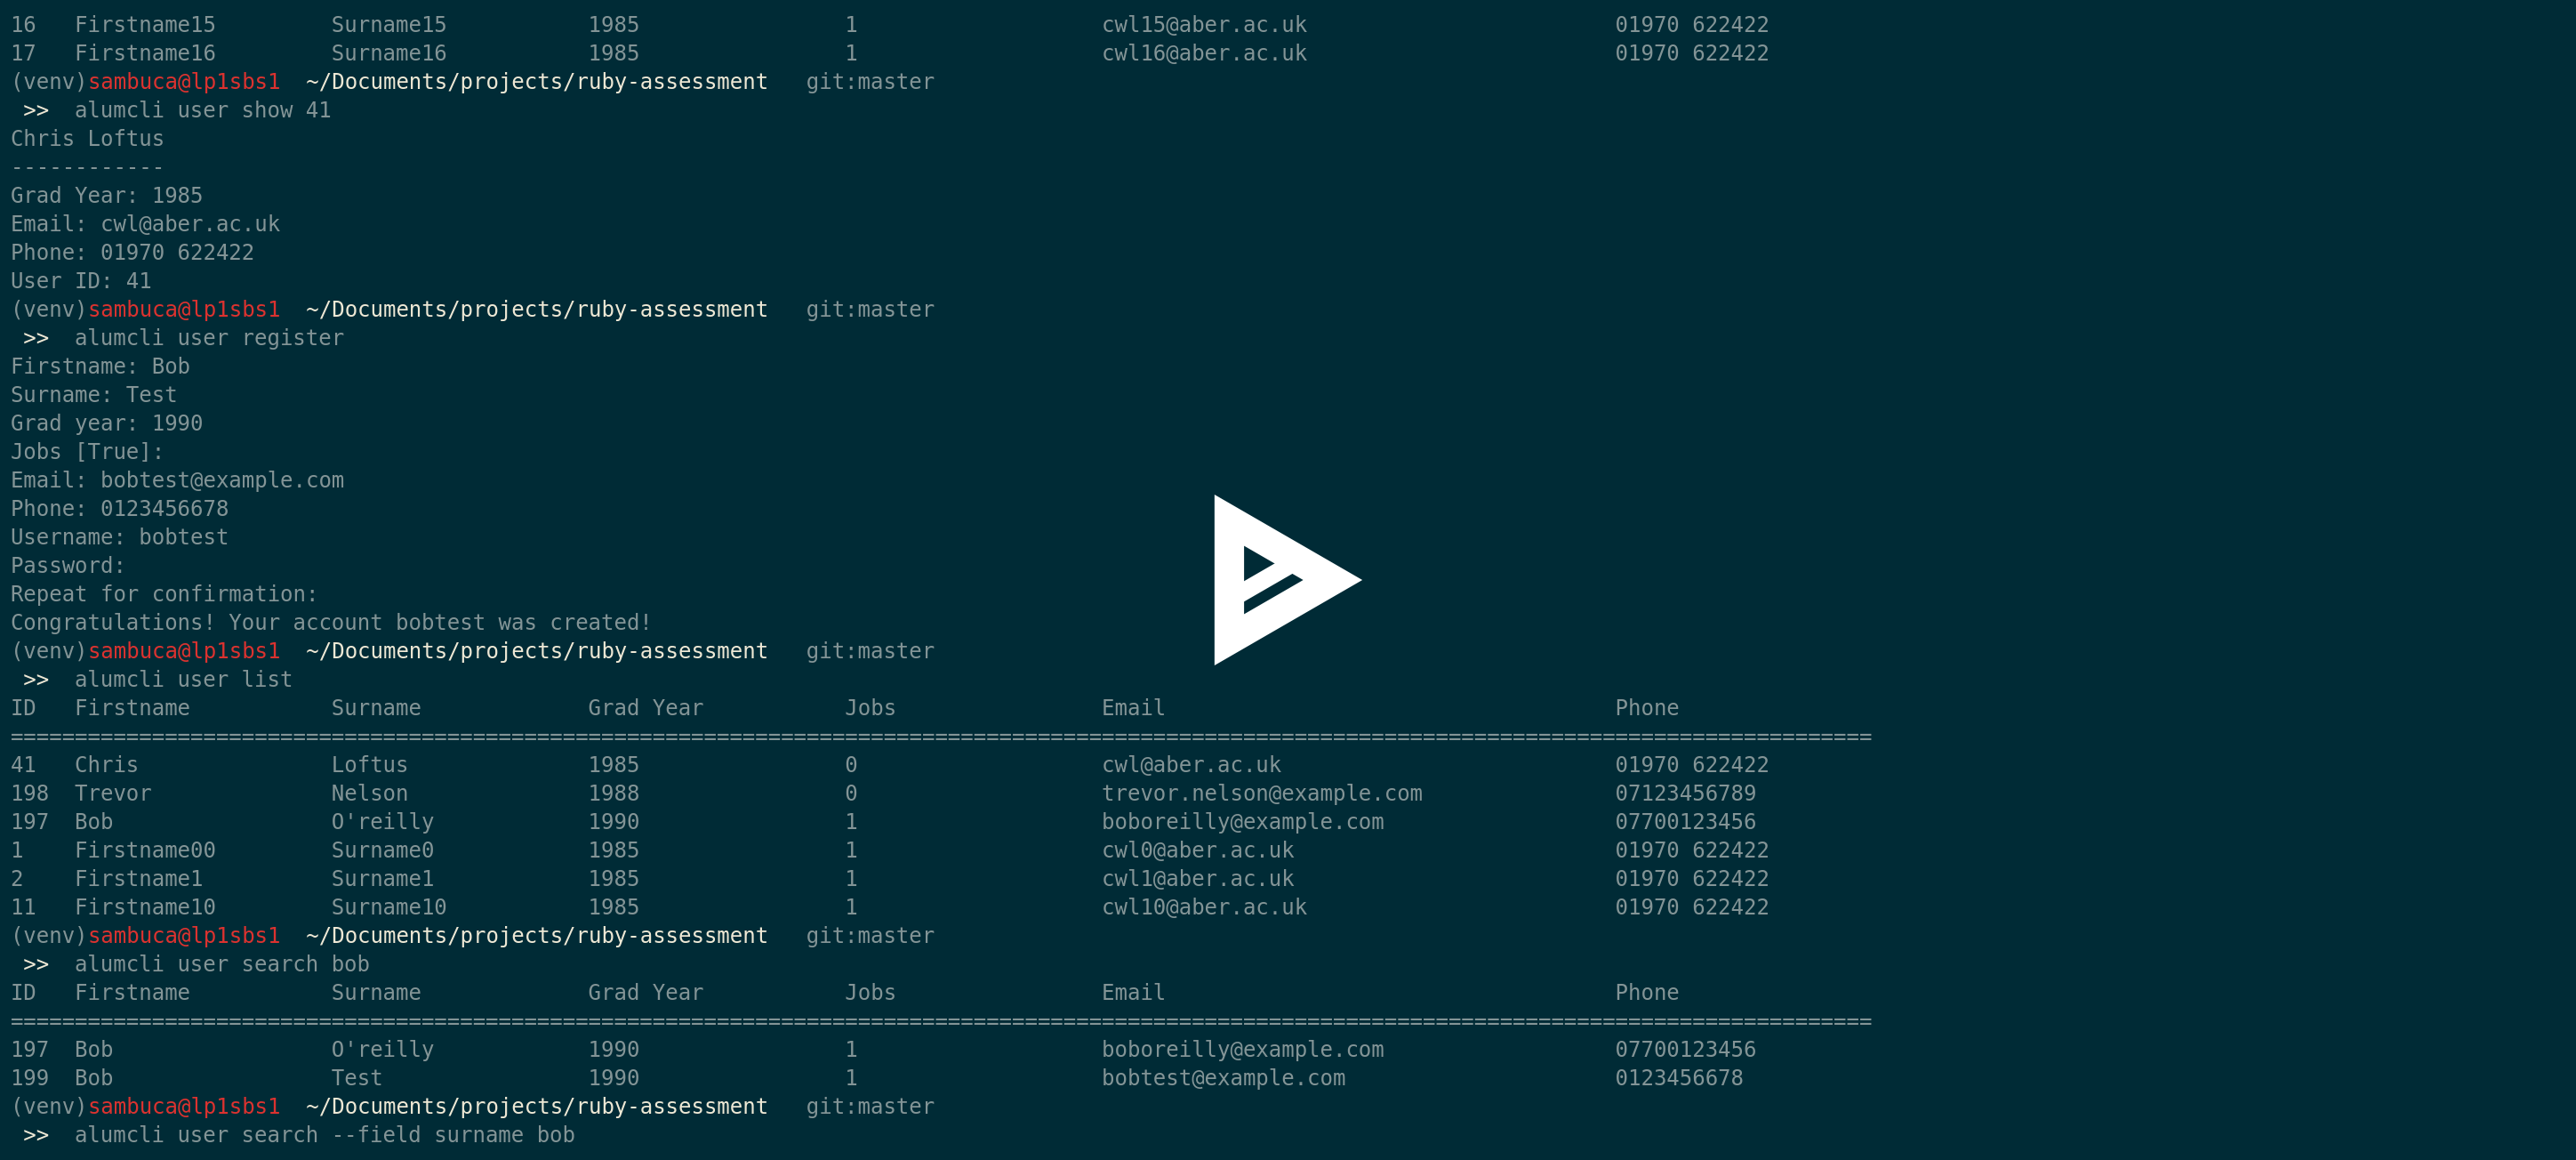 16   Firstname15         Surname15           1985                1                   cwl15@aber.ac.uk                        01970 622422
17   Firstname16         Surname16           1985                1                   cwl16@aber.ac.uk                        01970 622422
(venv)sambuca@lp1sbs1  ~/Documents/projects/ruby-assessment   git:master
 >>  alumcli user show 41
Chris Loftus
------------
Grad Year: 1985
Email: cwl@aber.ac.uk
Phone: 01970 622422
User ID: 41
(venv)sambuca@lp1sbs1  ~/Documents/projects/ruby-assessment   git:master
 >>  alumcli user register
Firstname: Bob
Surname: Test
Grad year: 1990
Jobs [True]:
Email: bobtest@example.com
Phone: 0123456678
Username: bobtest
Password:
Repeat for confirmation:
Congratulations! Your account bobtest was created!
(venv)sambuca@lp1sbs1  ~/Documents/projects/ruby-assessment   git:master
 >>  alumcli user list
ID   Firstname           Surname             Grad Year           Jobs                Email                                   Phone
=================================================================================================================================================
41   Chris               Loftus              1985                0                   cwl@aber.ac.uk                          01970 622422
198  Trevor              Nelson              1988                0                   trevor.nelson@example.com               07123456789
197  Bob                 O'reilly            1990                1                   boboreilly@example.com                  07700123456
1    Firstname00         Surname0            1985                1                   cwl0@aber.ac.uk                         01970 622422
2    Firstname1          Surname1            1985                1                   cwl1@aber.ac.uk                         01970 622422
11   Firstname10         Surname10           1985                1                   cwl10@aber.ac.uk                        01970 622422
(venv)sambuca@lp1sbs1  ~/Documents/projects/ruby-assessment   git:master
 >>  alumcli user search bob
ID   Firstname           Surname             Grad Year           Jobs                Email                                   Phone
=================================================================================================================================================
197  Bob                 O'reilly            1990                1                   boboreilly@example.com                  07700123456
199  Bob                 Test                1990                1                   bobtest@example.com                     0123456678
(venv)sambuca@lp1sbs1  ~/Documents/projects/ruby-assessment   git:master
 >>  alumcli user search --field surname bob